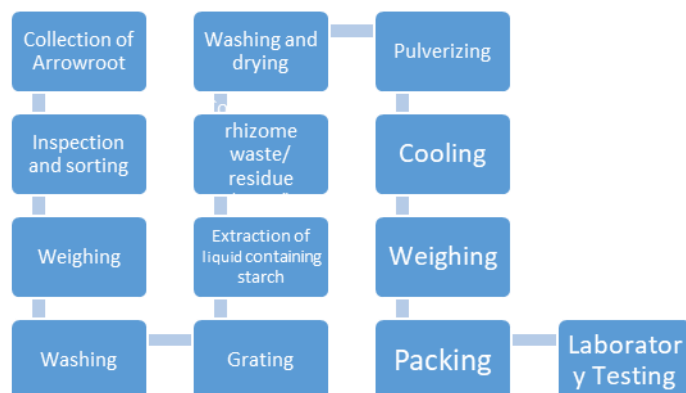 Collection of
Arrowroot
Inspection
and sorting
Weighing
Washing
Grating
Extraction of
liquid containing
starch
rhizome
waste/
residue
Washing and
drying
Pulverizing
Cooling
Weighing
Packing
Laborator
y Testing